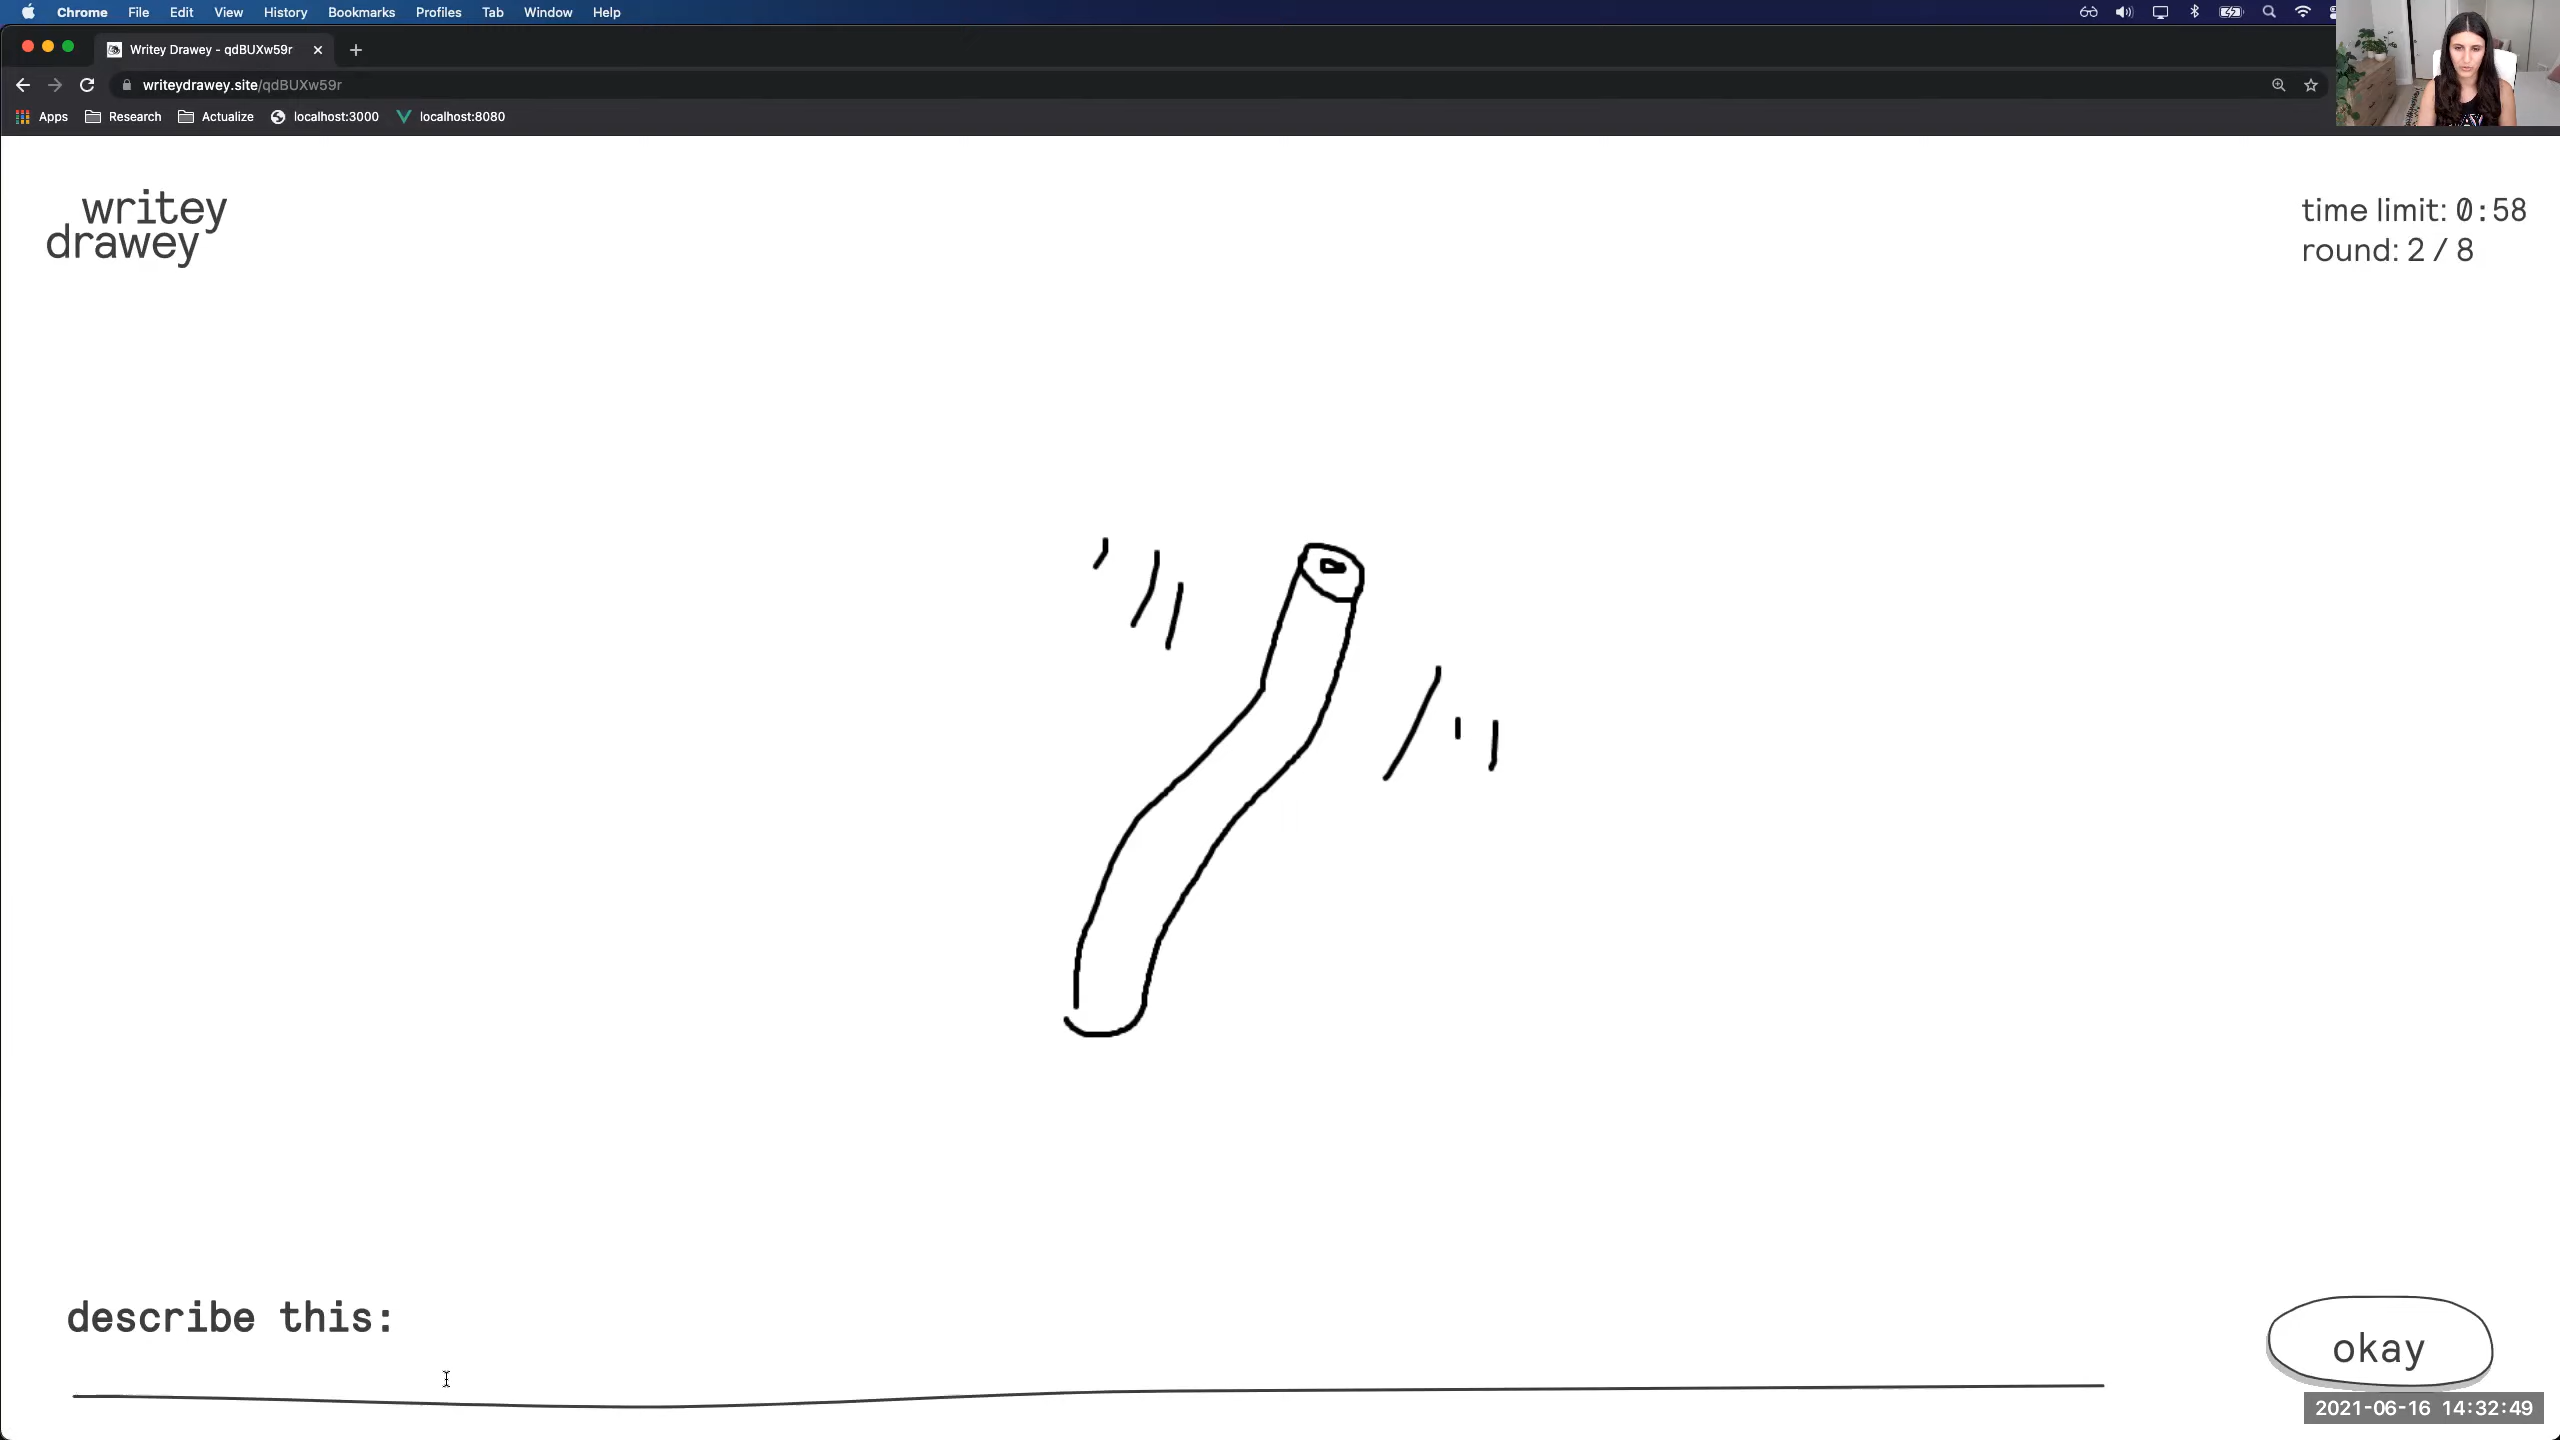 Chrome File Edit View History Bookmarks Profiles Tab Window Help
Writey Drawey - qdBUXw59r
writeydrawey.site/qdBUXw59r
Apps Research Actualize localhost:3000 localhost:8080
writey
drawey
time limit: 0:58
round: 2 / 8
describe this:
okay
2021-06-16 14:32:49